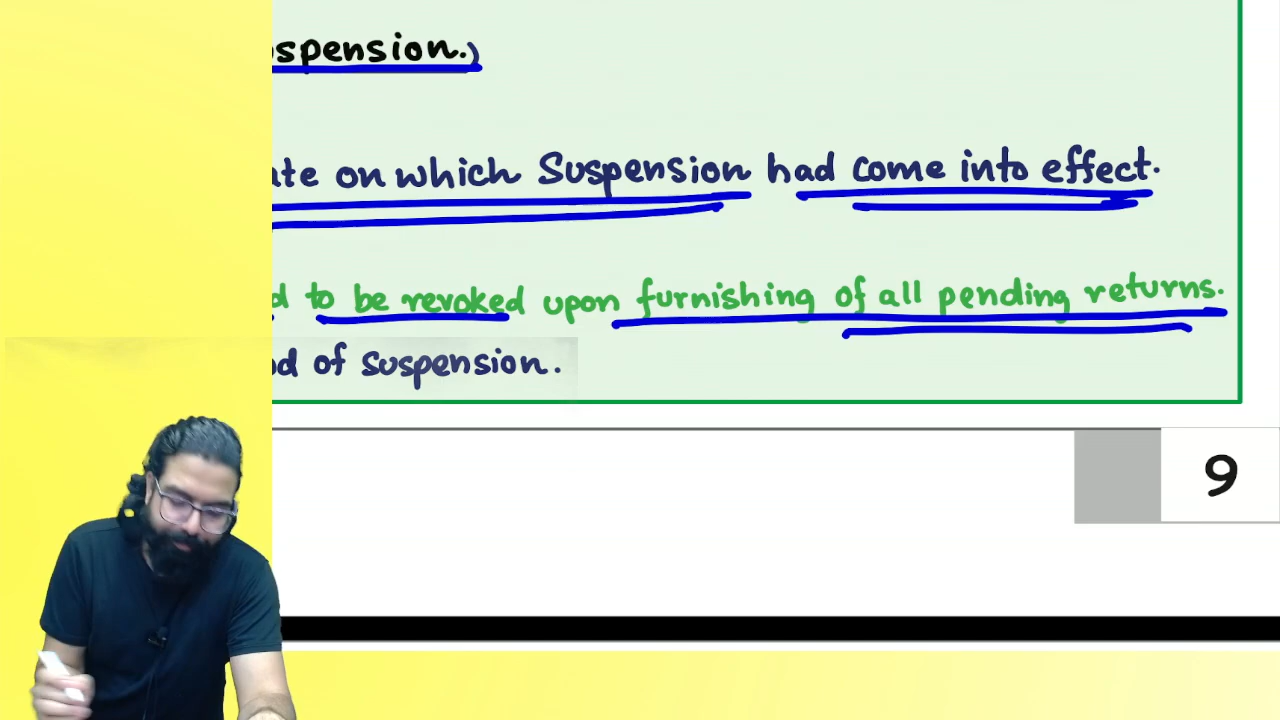 spension.)
ate on which Suspension had come into effect.
d to be revoked upon furnishing of all pending returns.
od of suspension.
9